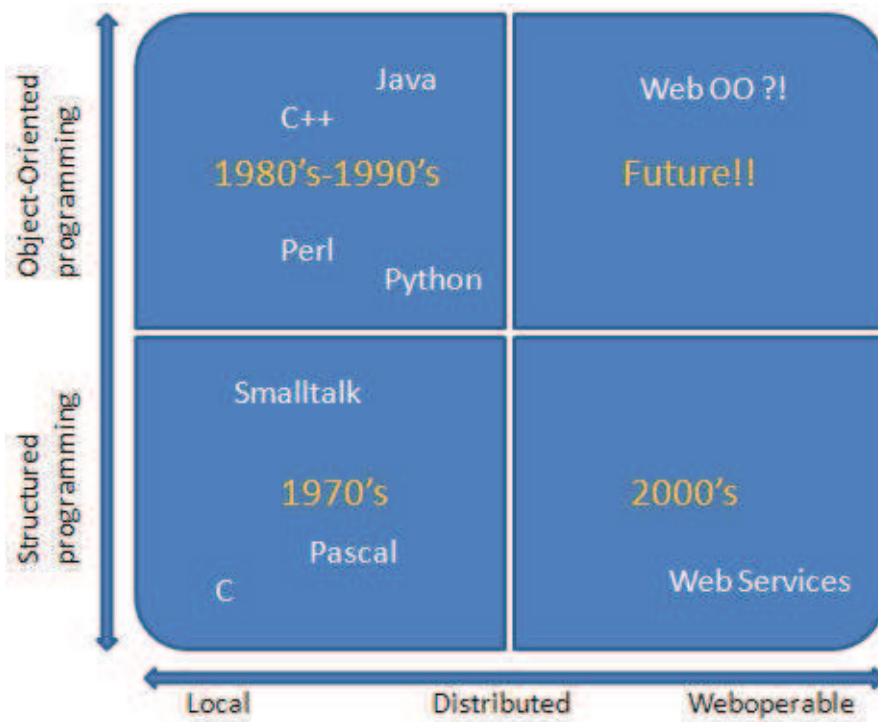 Object-Oriented
programming
Java
C++
1980's-1990's
Perl
Python
Web OO ?!
Future!!
Structured
programming
Smalltalk
1970's
Pascal
C
2000's
Web Services
Local
Distributed
Weboperable